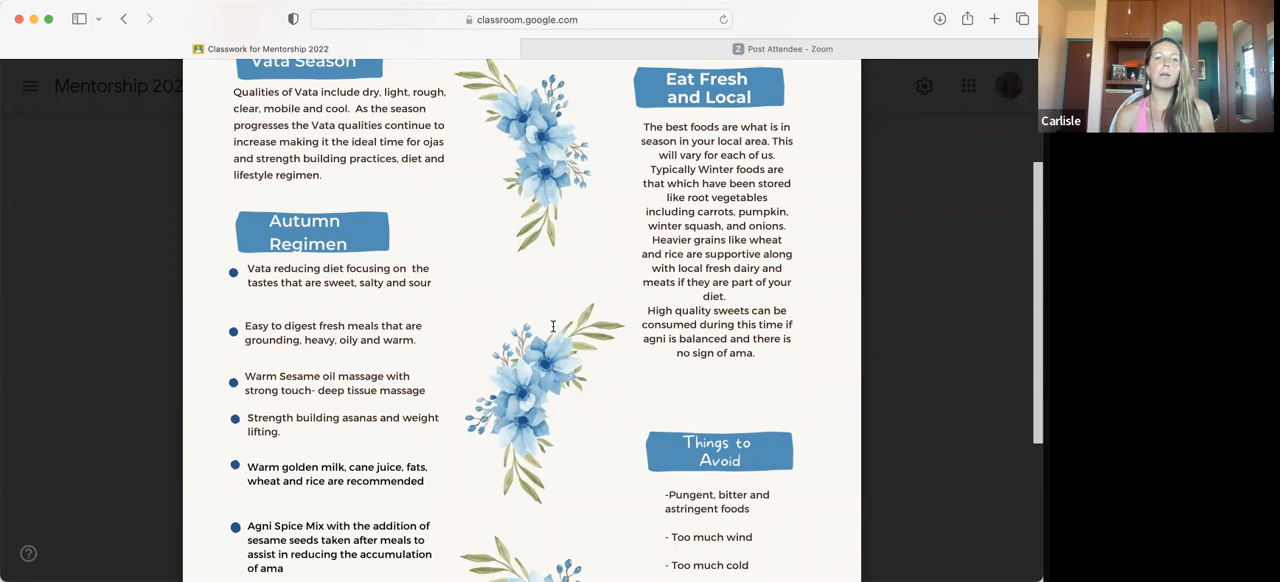 classroom.google.com
Classwork for Mentorship 2022
Post Attendee - Zoom
Mentorship 202
Carlisle
Vata Season
Qualities of Vata include dry, light, rough,
clear, mobile and cool. As the season
progresses the Vata qualities continue to
increase making it the ideal time for ojas
and strength building practices, diet and
lifestyle regimen.
Autumn
Regimen
Vata reducing diet focusing on the
tastes that are sweet, salty and sour
Easy to digest fresh meals that are
grounding, heavy, oily and warm.
Warm Sesame oil massage with
strong touch- deep tissue massage
Strength building asanas and weight
lifting.
Warm golden milk, cane juice, fats,
wheat and rice are recommended
Agni Spice Mix with the addition of
sesame seeds taken after meals to
assist in reducing the accumulation
of ama
Eat Fresh
and Local
The best foods are what is in
season in your local area. This
will vary for each of us.
Typically Winter foods are
that which have been stored
like root vegetables
including carrots, pumpkin,
winter squash, and onions.
Heavier grains like wheat
and rice are supportive along
with local fresh dairy and
meats if they are part of your
diet.
High quality sweets can be
consumed during this time if
agni is balanced and there is
no sign of ama.
Things to
Avoid
-Pungent, bitter and
astringent foods
- Too much wind
- Too much cold